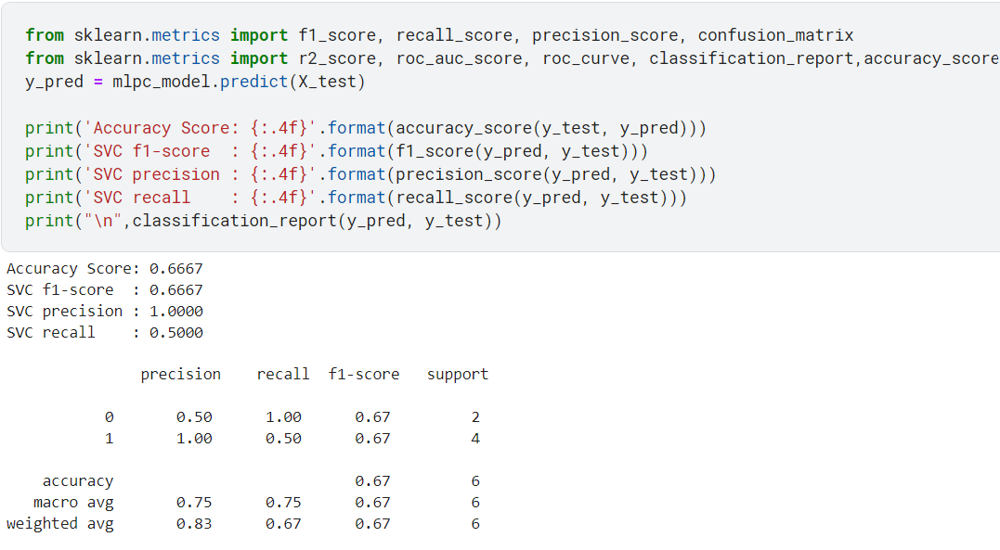 from sklearn.metrics import f1_score, recall_score, precision_score, confusion_matrix
from sklearn.metrics import r2_score, roc_auc_score, roc_curve, classification_report,accuracy_score
y_pred = mlpc_model.predict(X_test)
print('Accuracy Score: {:.4f}'.format(accuracy_score(y_test, y_pred)))
print('SVC f1-score  : {:.4f}'.format(f1_score(y_pred, y_test)))
print('SVC precision : {:.4f}'.format(precision_score(y_pred, y_test)))
print('SVC recall    : {:.4f}'.format(recall_score(y_pred, y_test)))
print("\n",classification_report(y_pred, y_test))
Accuracy Score: 0.6667
SVC f1-score  : 0.6667
SVC precision : 1.0000
SVC recall    : 0.5000
precision    recall  f1-score   support
0       0.50      1.00      0.67         2
1       1.00      0.50      0.67         4
accuracy                           0.67         6
macro avg       0.75      0.75      0.67         6
weighted avg       0.83      0.67      0.67         6